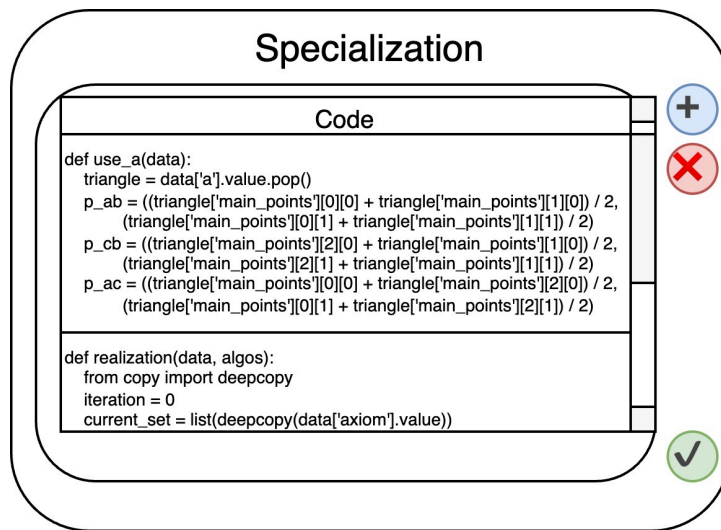 Specialization
Code
def use_a(data):
triangle = data['a'].value.pop()
p_ab = ((triangle['main_points'][0][0] + triangle['main_points'][1][0]) / 2,
(triangle['main_points'][0][1] + triangle['main_points'][1][1]) / 2)
p_cb = ((triangle['main_points'][2][0] + triangle['main_points'][1][0]) / 2,
(triangle['main_points'][2][1] + triangle['main_points'][1][1]) / 2)
p_ac = ((triangle['main_points'][0][0] + triangle['main_points'][2][0]) / 2,
(triangle['main_points'][0][1] + triangle['main_points'][2][1]) / 2)
def realization(data, algos):
from copy import deepcopy
iteration = 0
current_set = list(deepcopy(data['axiom'].value))